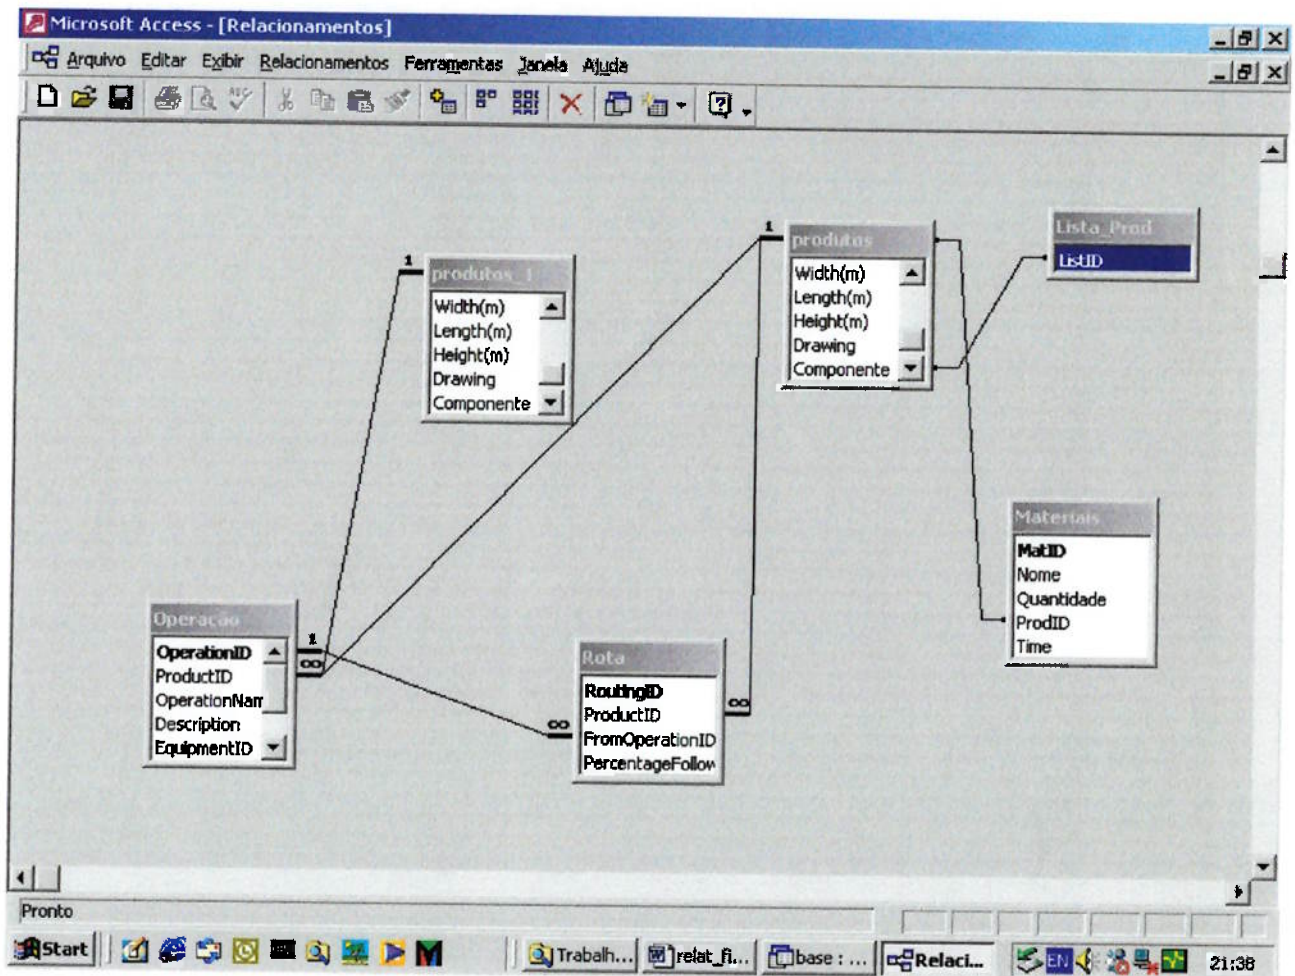 Microsoft Access - [Relacionamentos]
Arquivo Editar Exibir Relacionamentos Ferramentas Janela Ajuda
1
produtos_1
Width(m)
Length(m)
Height(m)
Drawing
Componente
1
produtos
Width(m)
Length(m)
Height(m)
Drawing
Componente
Lista_Prod
ListID
Materiais
MatID
Nome
Quantidade
ProdID
Time
Operacao
OperationID
ProductID
OperationNam
Description
EquipmentID
1
∞
Rota
RoutingID
ProductID
FromOperationID
PercentageFollow
∞
∞
Pronto
Start
Trabalh...
relat_fi...
base : ...
Relaci...
EN
21:38